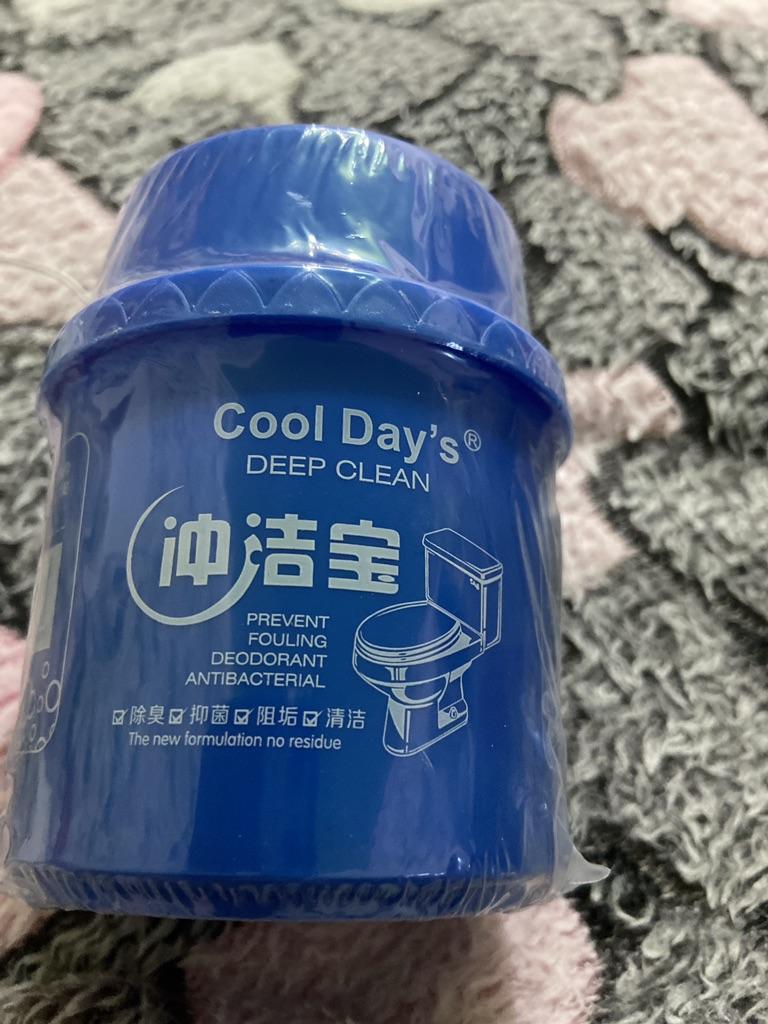 Cool Day's®
DEEP CLEAN
冲洁宝
PREVENT
FOULING
DEODORANT
ANTIBACTERIAL
☑除臭☑抑菌☑阻垢☑清洁
The new formulation no residue